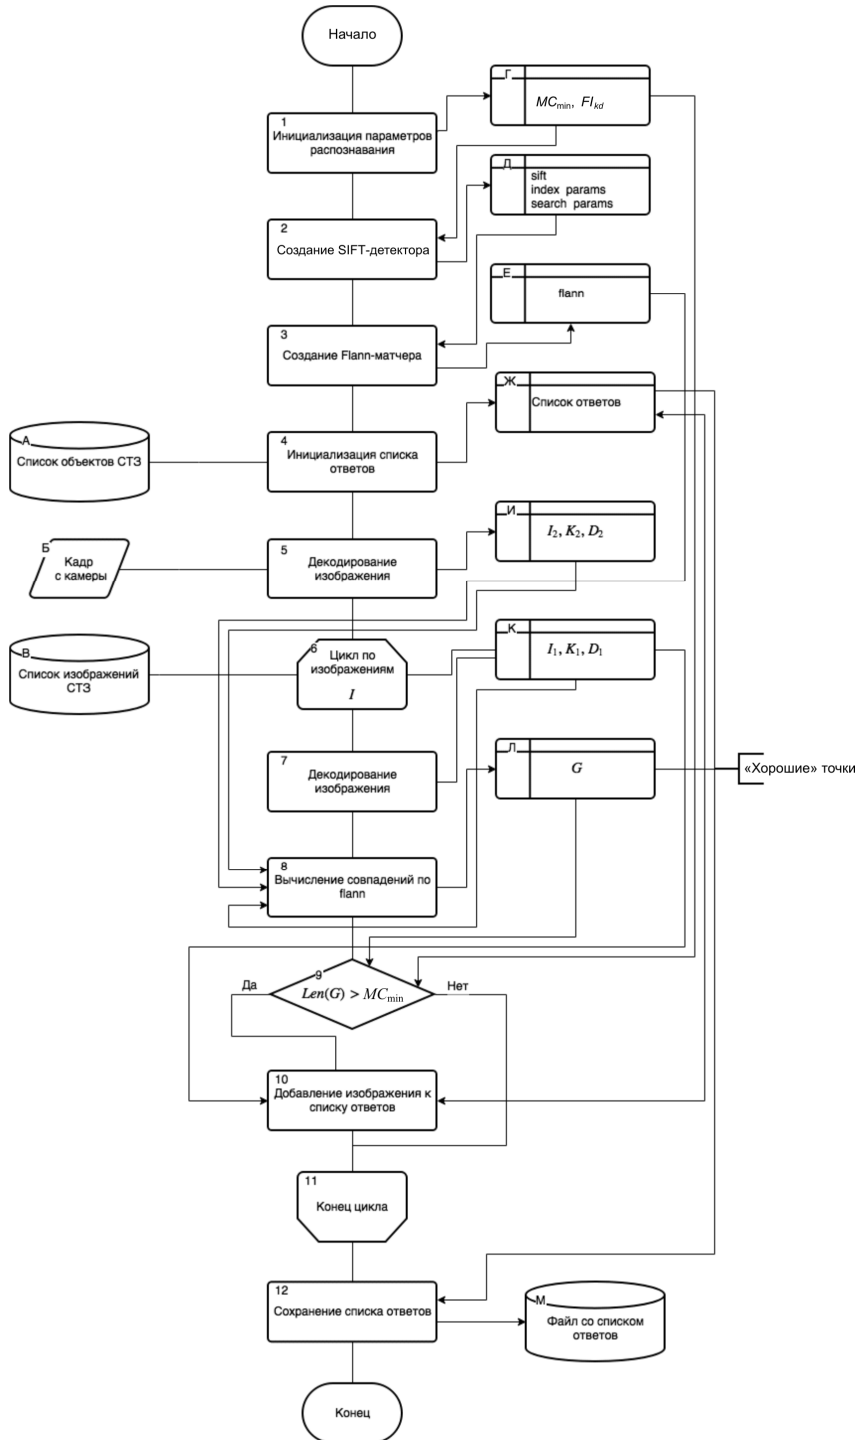 Начало
Г
MC_min, FI_kd
1
Инициализация параметров
распознавания
Д
sift
index params
search params
2
Создание SIFT-детектора
Е
flann
3
Создание Flann-матчера
Ж
Список ответов
А
Список объектов СТЗ
4
Инициализация списка
ответов
И
I₂, K₂, D₂
Б
Кадр
с камеры
5
Декодирование
изображения
К
I₁, K₁, D₁
В
Список изображений
СТЗ
6
Цикл по
изображениям
I
Л
G
«Хорошие» точки
7
Декодирование
изображения
8
Вычисление совпадений по
flann
9
Да
Len(G) > MC_min
Нет
10
Добавление изображения к
списку ответов
11
Конец цикла
12
Сохранение списка ответов
М
Файл со списком
ответов
Конец